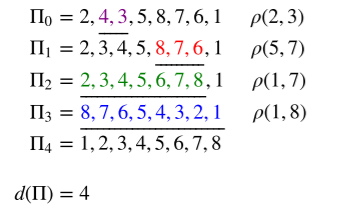 Π₀ = 2, 4, 3, 5, 8, 7, 6, 1 ρ(2, 3)
Π₁ = 2, 3, 4, 5, 8, 7, 6, 1 ρ(5, 7)
Π₂ = 2, 3, 4, 5, 6, 7, 8, 1 ρ(1, 7)
Π₃ = 8, 7, 6, 5, 4, 3, 2, 1 ρ(1, 8)
Π₄ = 1, 2, 3, 4, 5, 6, 7, 8
d(Π) = 4